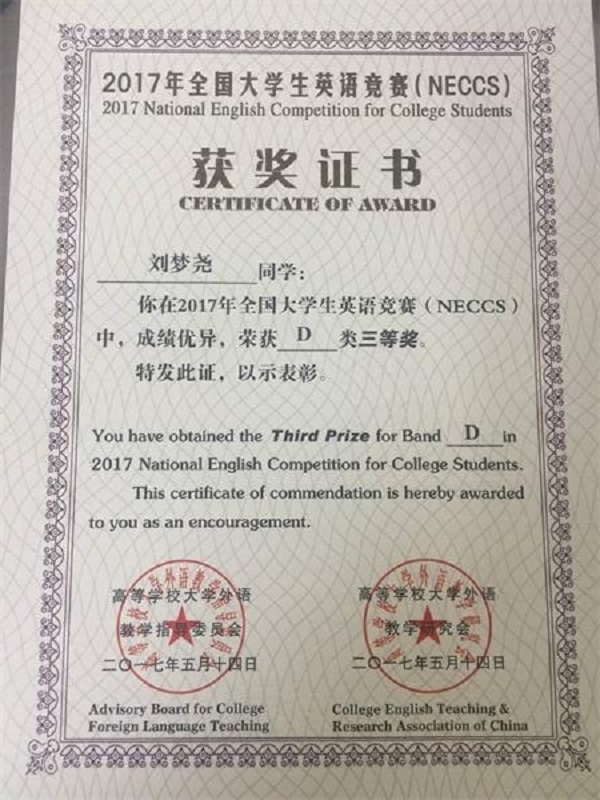 2017年全国大学生英语竞赛(NECCS)
2017 National English Competition for College Students
获奖证书
CERTIFICATE OF AWARD
刘梦尧 同学：
你在2017年全国大学生英语竞赛（NECCS）
中，成绩优异，荣获 D 类三等奖。
特发此证，以示表彰。
You have obtained the Third Prize for Band D in
2017 National English Competition for College Students.
This certificate of commendation is hereby awarded
to you as an encouragement.
高等学校大学外语
教学指导委员会
二〇一七年五月十四日
Advisory Board for College
Foreign Language Teaching
高等学校大学外语
教学研究会
二〇一七年五月十四日
College English Teaching &
Research Association of China